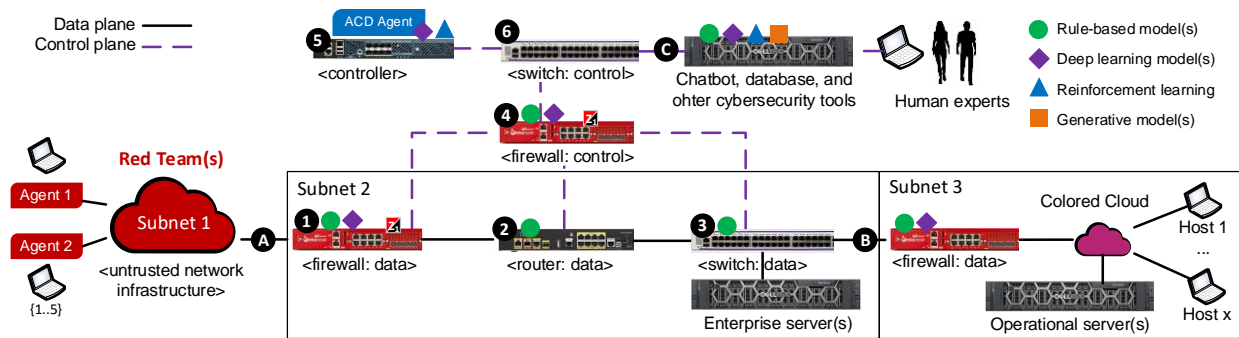 Data plane
Control plane
ACD Agent
5
<controller>
6
<switch: control>
C
Chatbot, database, and
ohter cybersecurity tools
Human experts
Rule-based model(s)
Deep learning model(s)
Reinforcement learning
Generative model(s)
4
<firewall: control>
Red Team(s)
Agent 1
Agent 2
{1..5}
Subnet 1
<untrusted network
infrastructure>
A
Subnet 2
1
<firewall: data>
2
<router: data>
3
<switch: data>
Enterprise server(s)
B
Subnet 3
<firewall: data>
Colored Cloud
Operational server(s)
Host 1
...
Host x